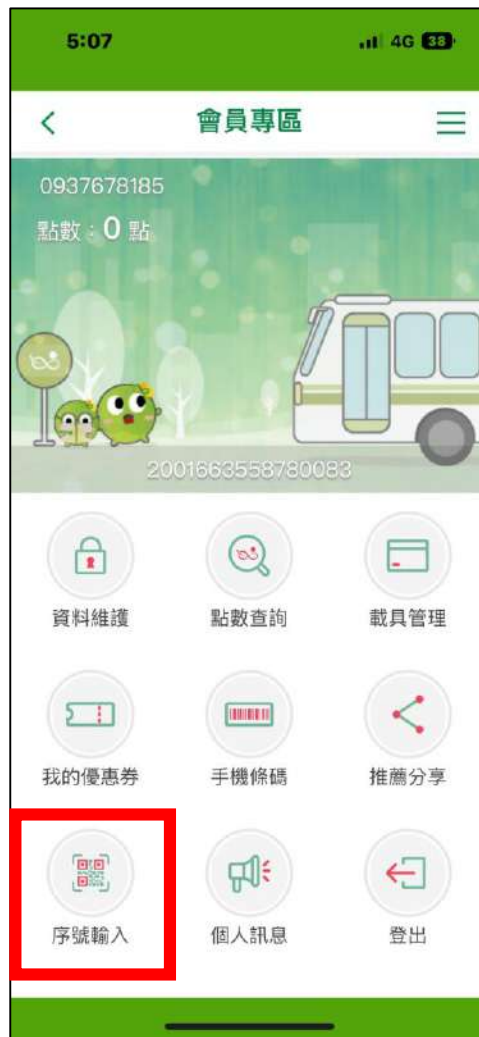 5:07
4G 38
會員專區
0937678185
點數：0 點
2001663558780083
資料維護
點數查詢
載具管理
我的優惠券
手機條碼
推薦分享
序號輸入
個人訊息
登出